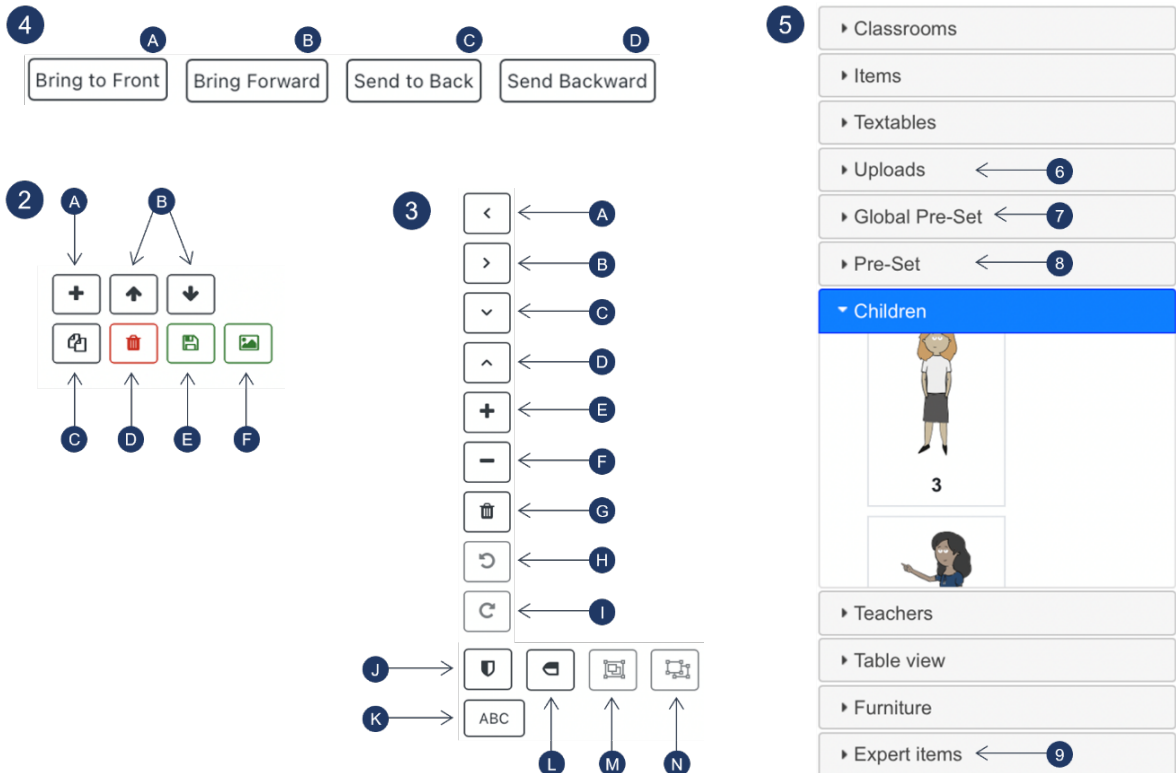 4
A B C D
Bring to Front Bring Forward Send to Back Send Backward
2
A B
C D E F
3
A
B
C
D
E
F
G
H
I
J
K ABC
L M N
5
Classrooms
Items
Textables
Uploads 6
Global Pre-Set 7
Pre-Set 8
Children
3
Teachers
Table view
Furniture
Expert items 9